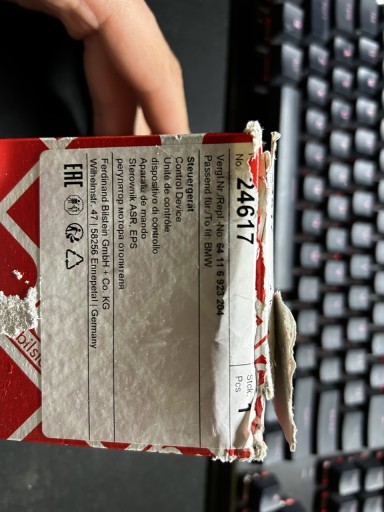 No. 24617
Stck. Pcs. 1
Vergl.Nr./Repl. No. 64 11 6 923 204
Passend für/To fit BMW
Steuergerät
Control Device
Unité de contrôle
dispositivo di controllo
Aparato de mando
Sterownik ASR, EPS
регулятор мотора отопителя
Ferdinand Bilstein GmbH + Co. KG
Wilhelmstr. 47 | 58256 Ennepetal | Germany
EAC
bilstein